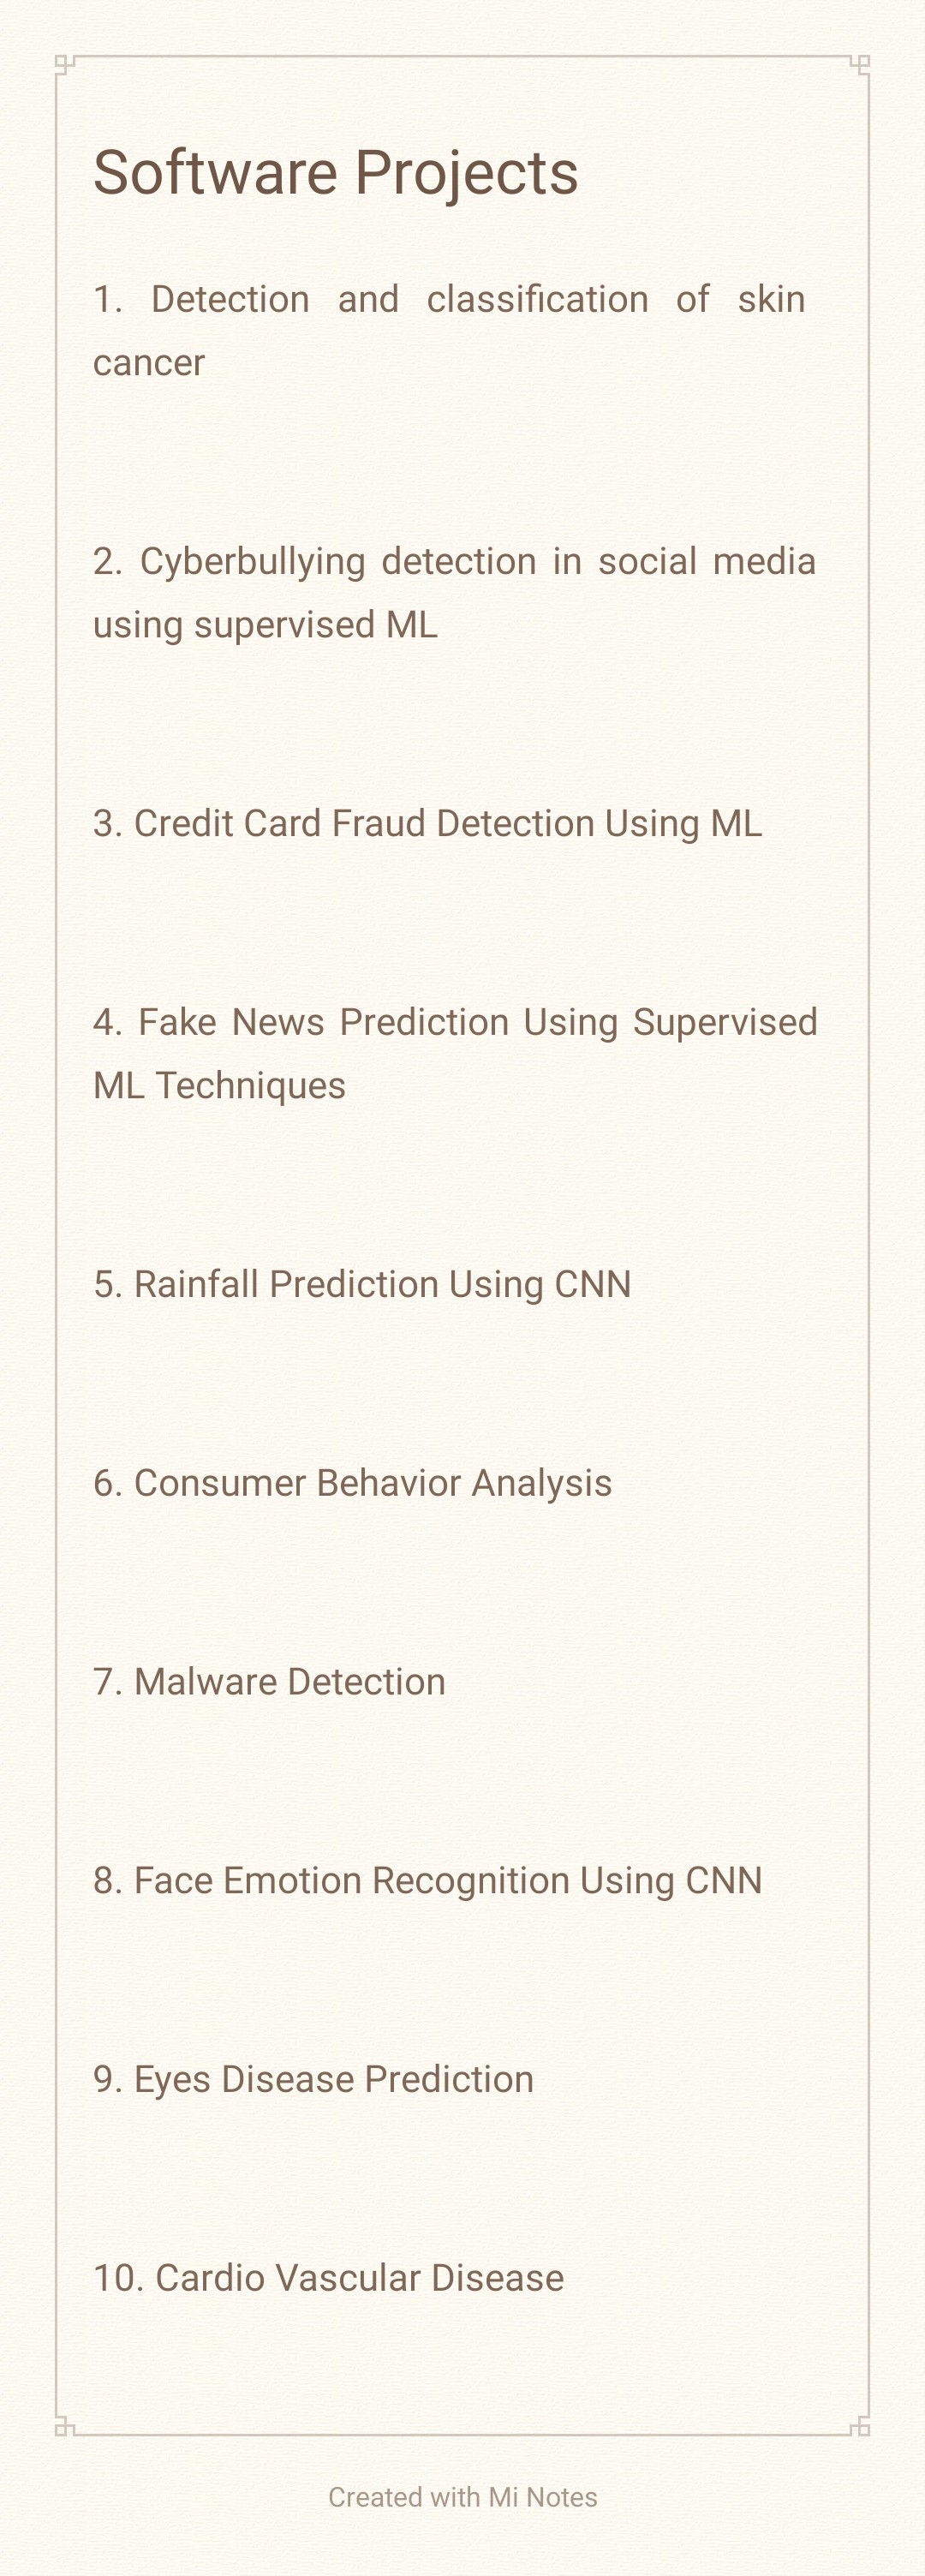 Software Projects
1. Detection and classification of skin
cancer
2. Cyberbullying detection in social media
using supervised ML
3. Credit Card Fraud Detection Using ML
4. Fake News Prediction Using Supervised
ML Techniques
5. Rainfall Prediction Using CNN
6. Consumer Behavior Analysis
7. Malware Detection
8. Face Emotion Recognition Using CNN
9. Eyes Disease Prediction
10. Cardio Vascular Disease
Created with Mi Notes